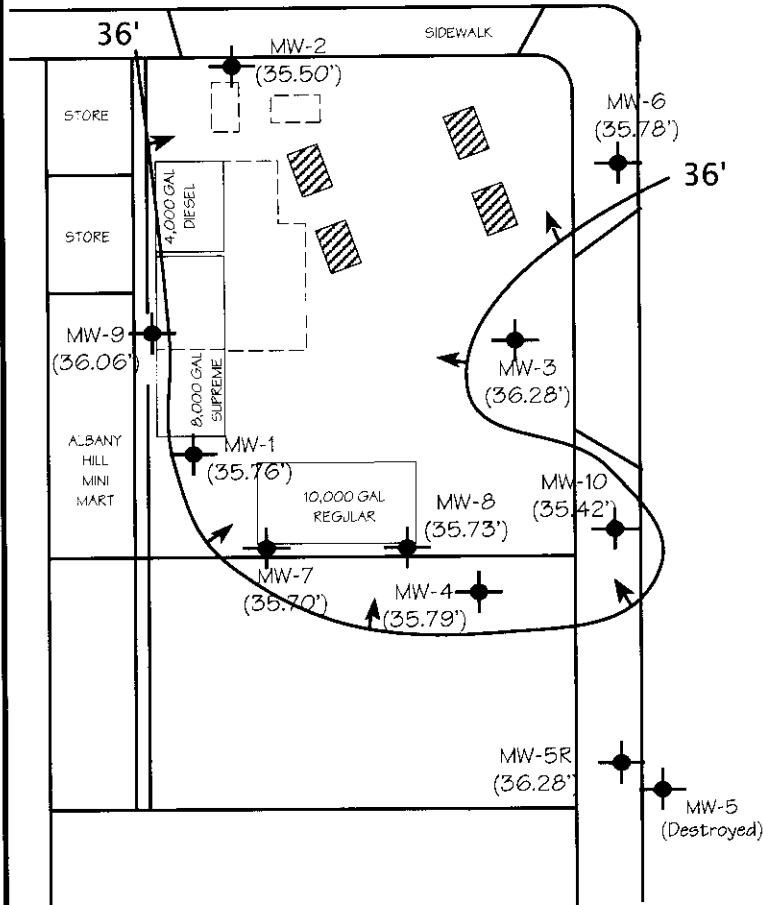 36'
SIDEWALK
MW-2
(35.50')
STORE
MW-6
(35.78')
36'
4,000 GAL
DIESEL
STORE
MW-9
(36.06')
MW-3
(36.28')
8,000 GAL
SUPREME
ALBANY
HILL
MINI
MART
MW-1
(35.76')
10,000 GAL
REGULAR
MW-8
(35.73')
MW-10
(35.42')
MW-7
(35.70')
MW-4
(35.79')
MW-5R
(36.28')
MW-5
(Destroyed)